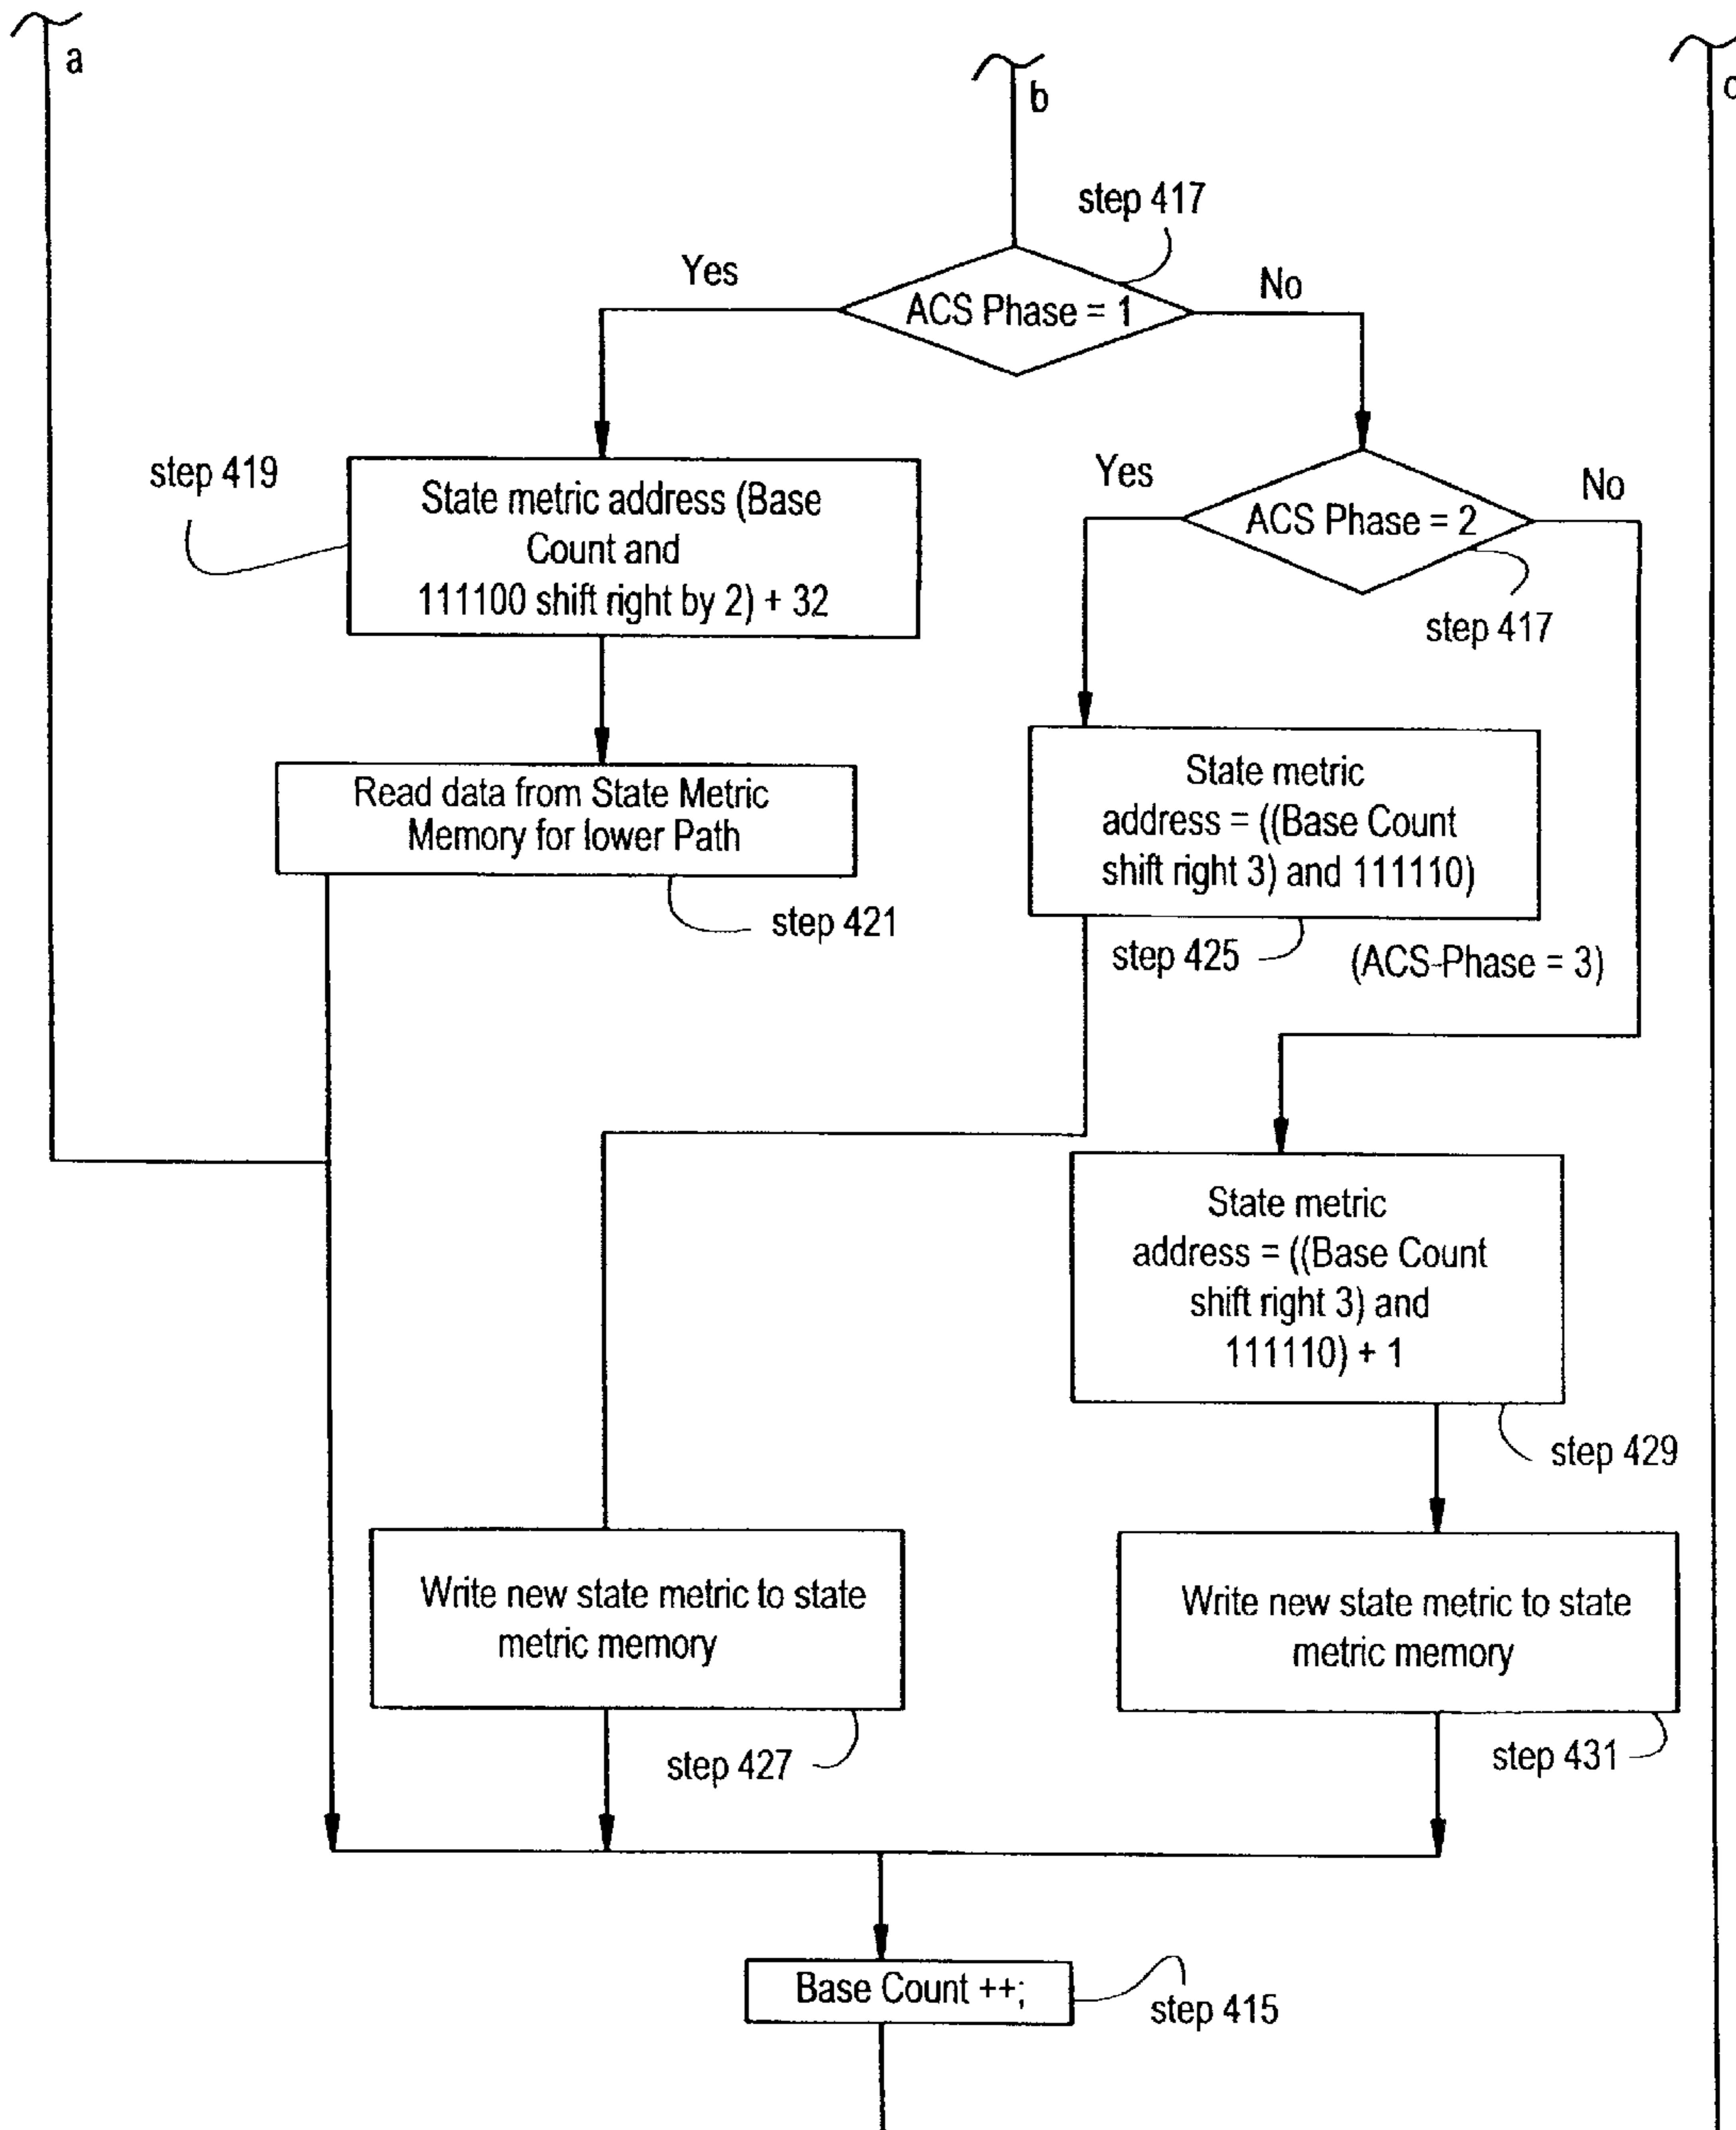 a
b
step 417
Yes
ACS Phase = 1
No
step 419
State metric address (Base
Count and
111100 shift right by 2) + 32
Yes
ACS Phase = 2
No
step 417
Read data from State Metric
Memory for lower Path
step 421
State metric
address = ((Base Count
shift right 3) and 111110)
step 425
(ACS-Phase = 3)
State metric
address = ((Base Count
shift right 3) and
111110) + 1
step 429
Write new state metric to state
metric memory
step 427
Write new state metric to state
metric memory
step 431
Base Count ++;
step 415